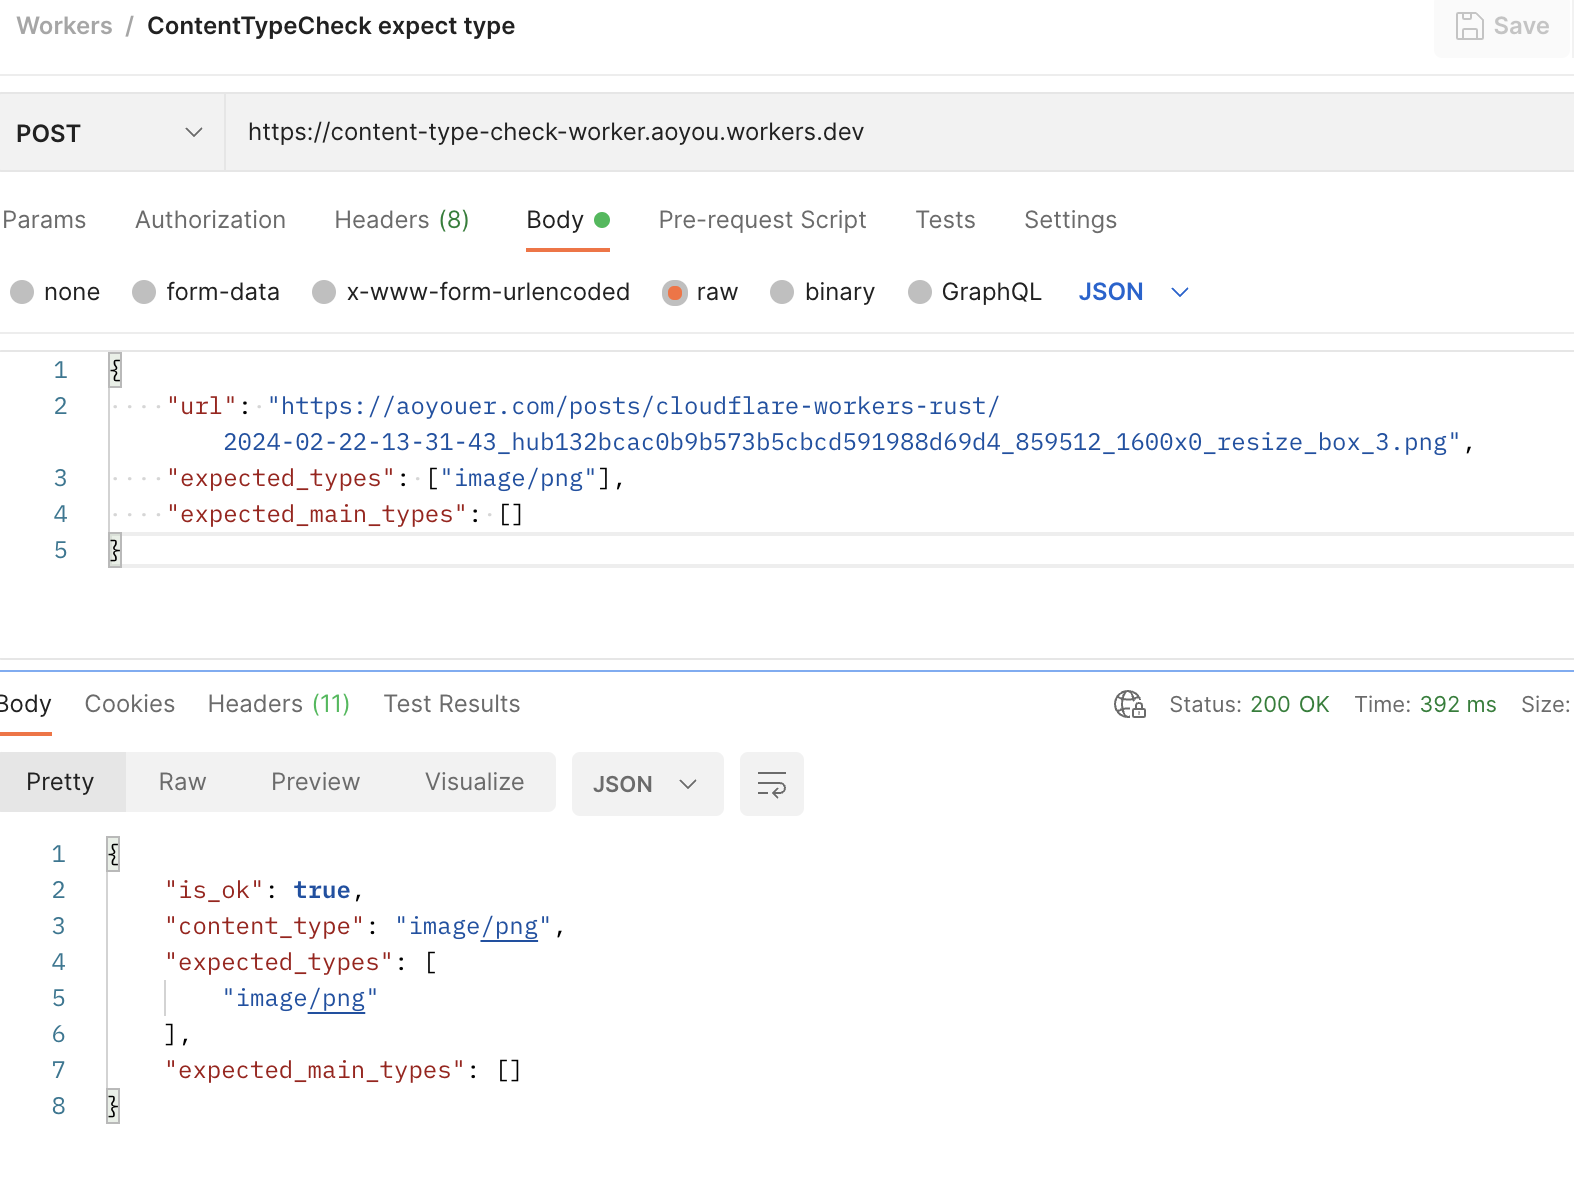 Workers / ContentTypeCheck expect type
Save
POST
https://content-type-check-worker.aoyou.workers.dev
Params Authorization Headers (8) Body Pre-request Script Tests Settings
none form-data x-www-form-urlencoded raw binary GraphQL JSON
1 {
2 "url": "https://aoyouer.com/posts/cloudflare-workers-rust/
2024-02-22-13-31-43_hub132bcac0b9b573b5cbcd591988d69d4_859512_1600x0_resize_box_3.png",
3 "expected_types": ["image/png"],
4 "expected_main_types": []
5 }
Body Cookies Headers (11) Test Results Status: 200 OK Time: 392 ms Size:
Pretty Raw Preview Visualize JSON
1 {
2 "is_ok": true,
3 "content_type": "image/png",
4 "expected_types": [
5 "image/png"
6 ],
7 "expected_main_types": []
8 }